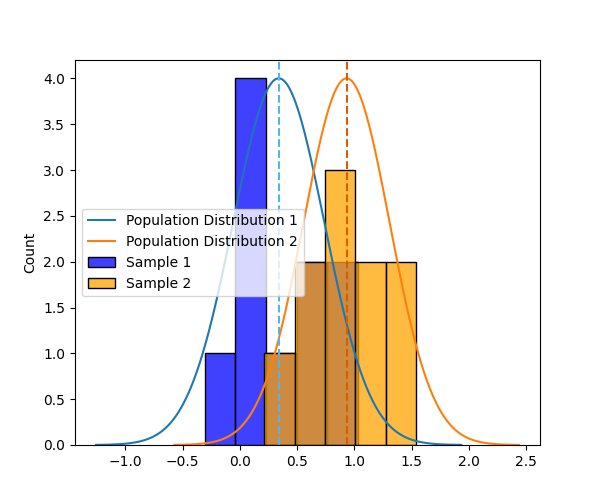 4.0
3.5
3.0
2.5
2.0
1.5
1.0
0.5
0.0
Count
Population Distribution 1
Population Distribution 2
Sample 1
Sample 2
−1.0 −0.5 0.0 0.5 1.0 1.5 2.0 2.5